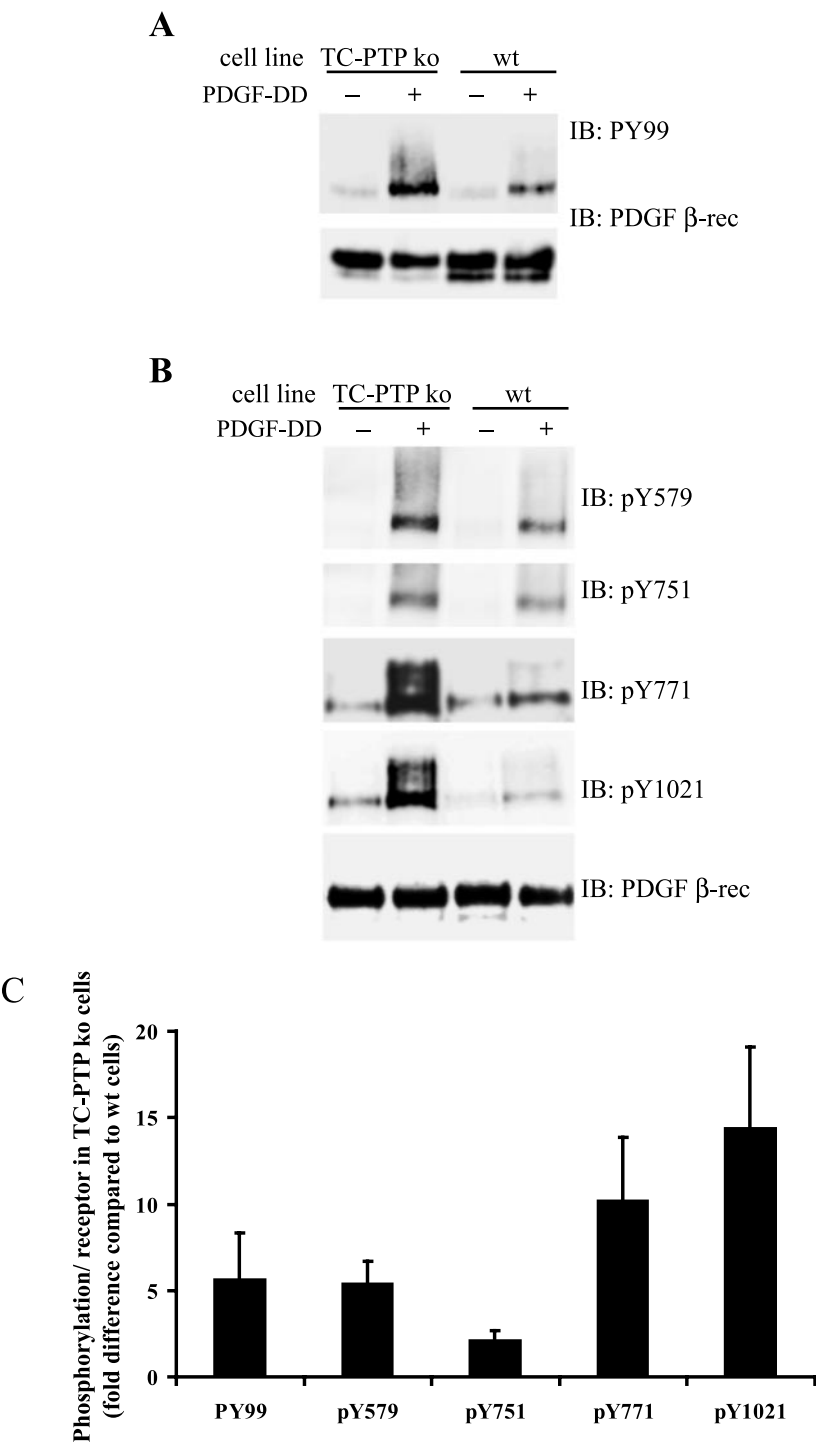 A
cell line TC-PTP ko wt
PDGF-DD – + – +
IB: PY99
IB: PDGF β-rec
B
cell line TC-PTP ko wt
PDGF-DD – + – +
IB: pY579
IB: pY751
IB: pY771
IB: pY1021
IB: PDGF β-rec
C
Phosphorylation/ receptor in TC-PTP ko cells
(fold difference compared to wt cells)
20
15
10
5
0
PY99 pY579 pY751 pY771 pY1021